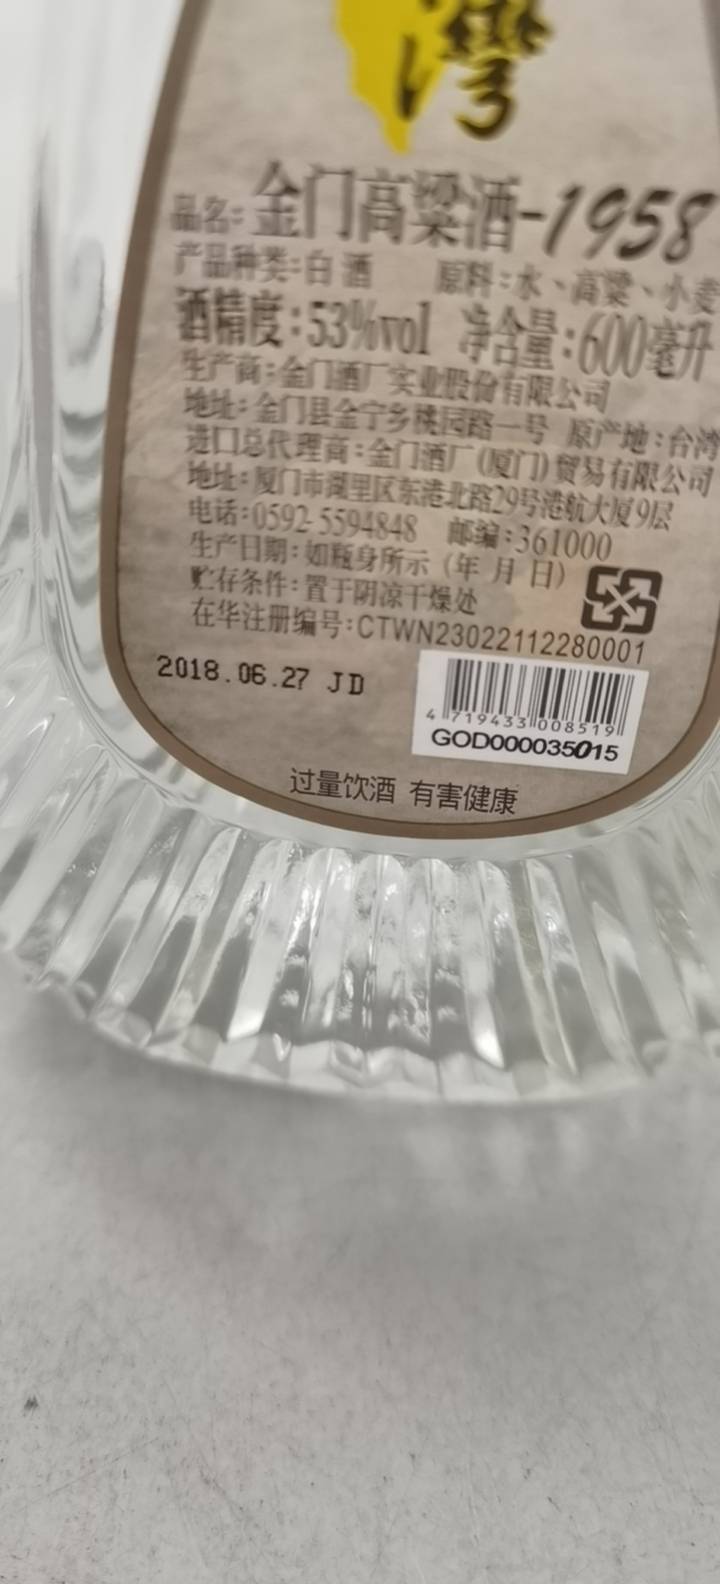 灣
品名:金门高粱酒-1958
产品种类:白酒 原料:水、高粱、小麦
酒精度:53%vol 净含量:600毫升
生产商:金门酒厂实业股份有限公司
地址:金门县金宁乡桃园路一号 原产地:台湾
进口总代理商:金门酒厂(厦门)贸易有限公司
地址:厦门市湖里区东港北路29号港航大厦9层
电话:0592-5594848 邮编:361000
生产日期:如瓶身所示(年 月 日)
贮存条件:置于阴凉干燥处
在华注册编号:CTWN23022112280001
2018.06.27 JD
4 719433 008519
GOD000035015
过量饮酒 有害健康